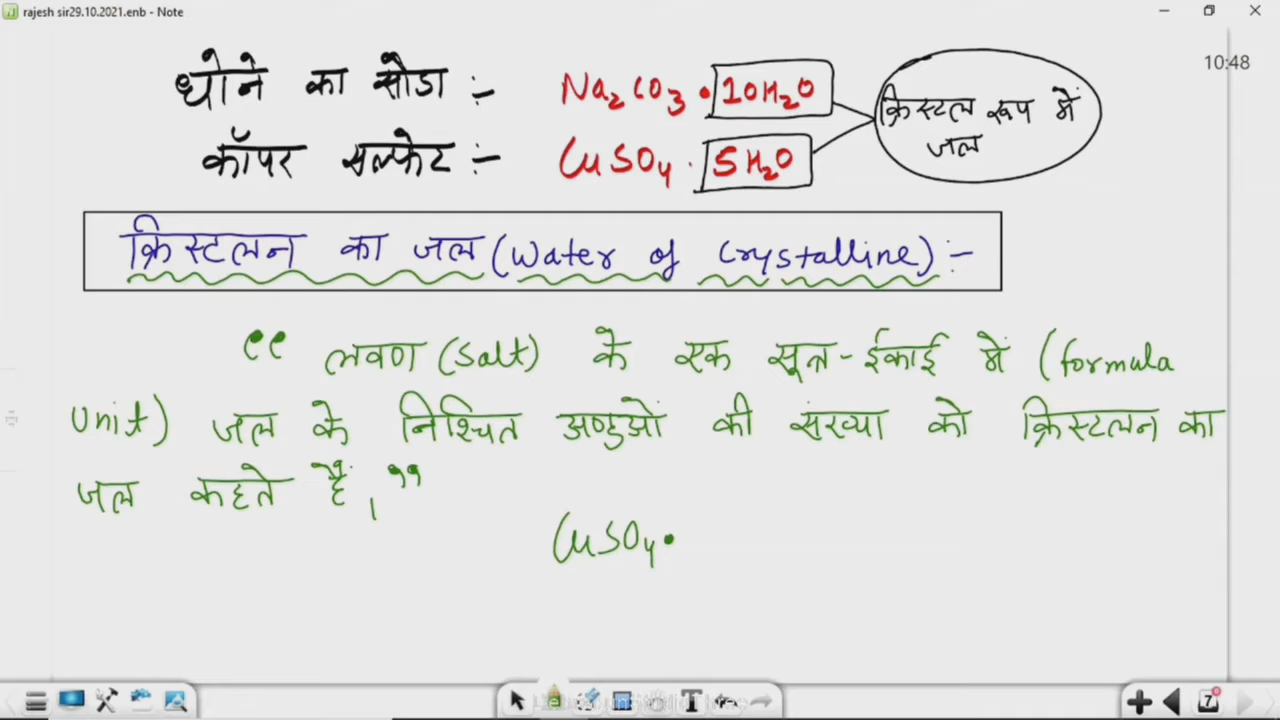 rajesh sir29.10.2021.enb - Note
10:48
धोने का सोडा :- Na₂CO₃ • 10H₂O
क्रिस्टल रूप में
जल
कॉपर सल्फेट :- CuSO₄ . 5H₂O
क्रिस्टलन का जल (Water of Crystalline) :-
“ लवण (Salt) के एक सूत्र-ईकाई में (formula
Unit) जल के निश्चित अणुओं की संख्या को क्रिस्टलन का
जल कहते हैं। ”
CuSO₄•
7